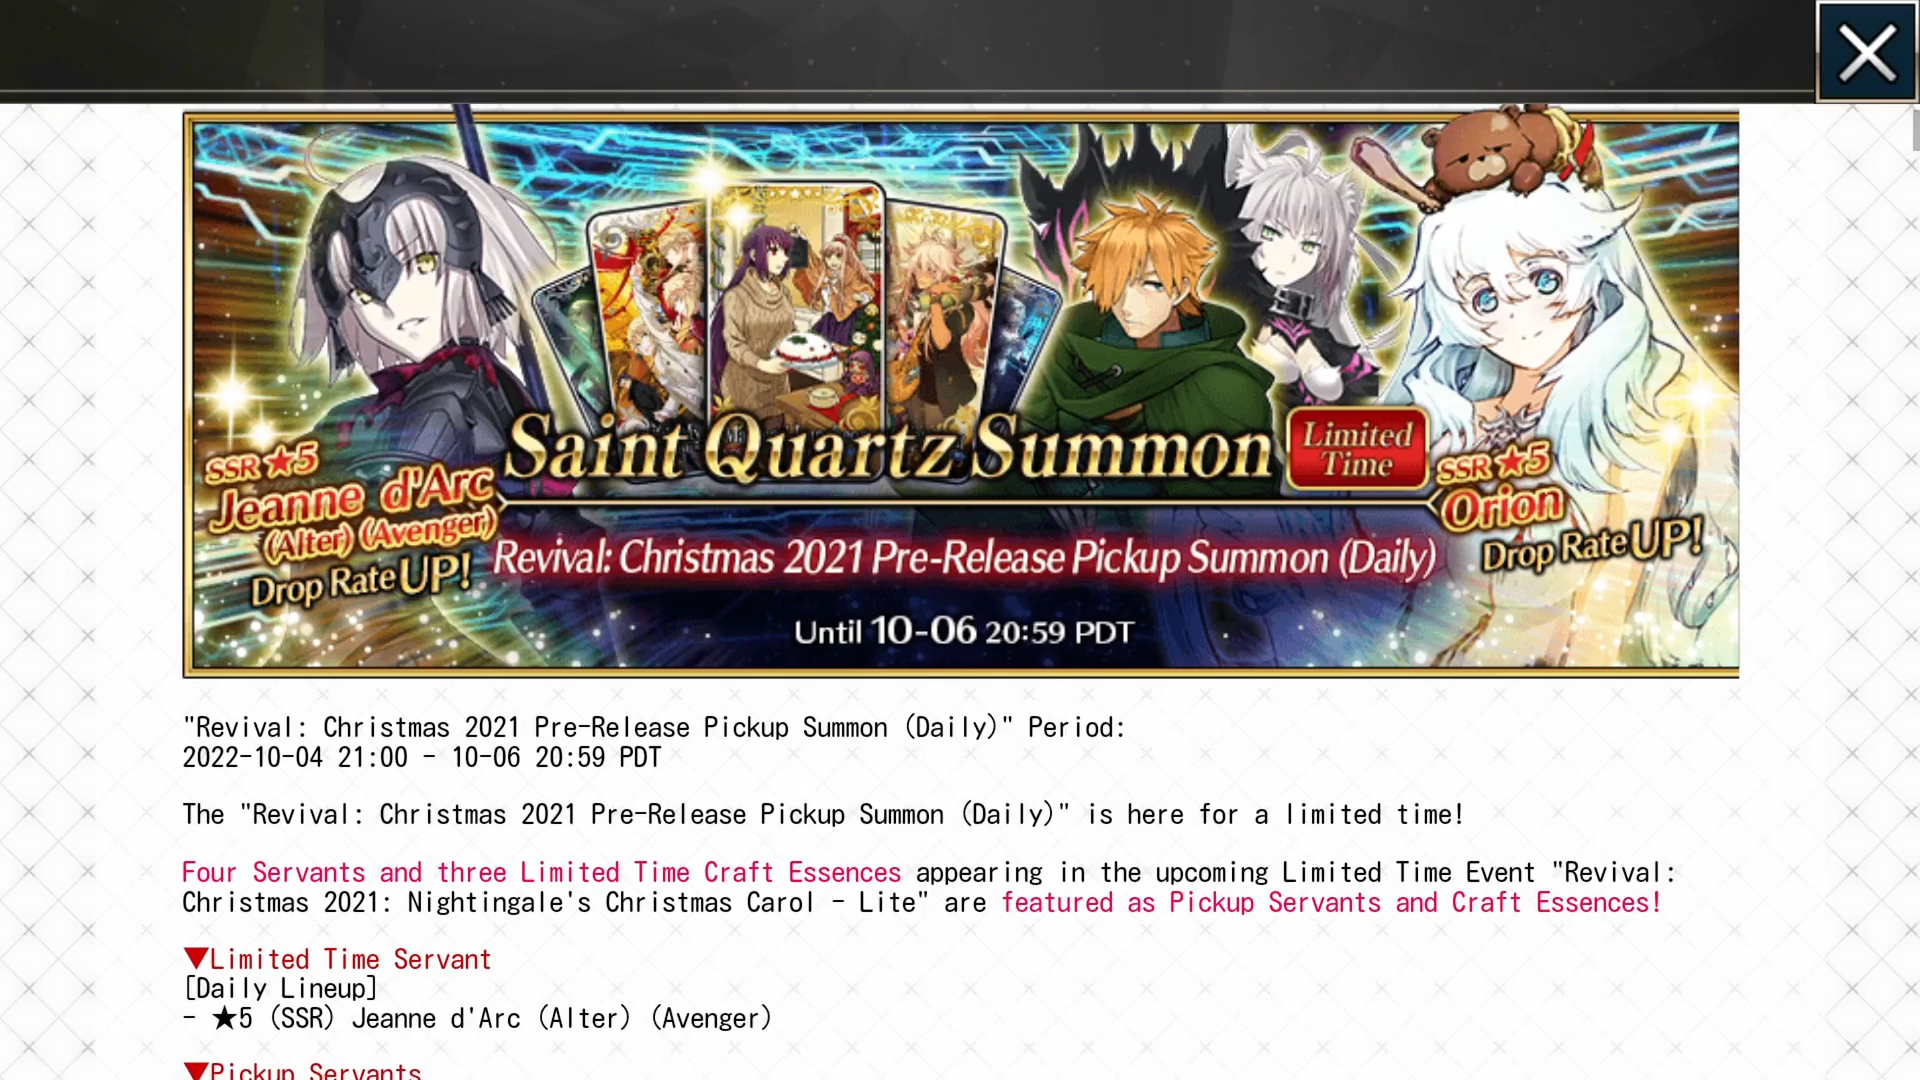 SSR ★5
Jeanne d'Arc
(Alter) (Avenger)
Drop Rate UP!
Saint Quartz Summon
Limited
Time
SSR ★5
Orion
Drop Rate UP!
Revival: Christmas 2021 Pre-Release Pickup Summon (Daily)
Until 10-06 20:59 PDT
"Revival: Christmas 2021 Pre-Release Pickup Summon (Daily)" Period:
2022-10-04 21:00 - 10-06 20:59 PDT
The "Revival: Christmas 2021 Pre-Release Pickup Summon (Daily)" is here for a limited time!
Four Servants and three Limited Time Craft Essences appearing in the upcoming Limited Time Event "Revival:
Christmas 2021: Nightingale's Christmas Carol - Lite" are featured as Pickup Servants and Craft Essences!
▼Limited Time Servant
[Daily Lineup]
- ★5 (SSR) Jeanne d'Arc (Alter) (Avenger)
▼Pickup Servants